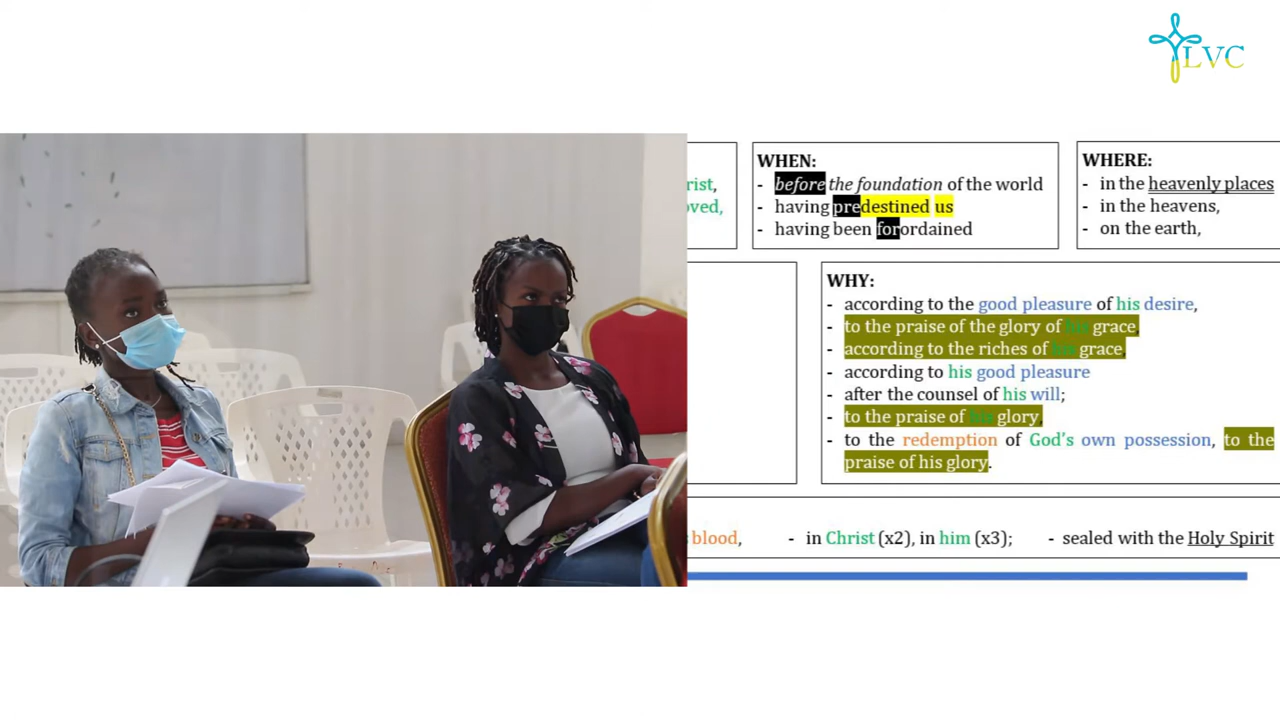 LVC
rist,
oved,
WHEN:
- before the foundation of the world
- having predestined us
- having been forordained
WHERE:
- in the heavenly places
- in the heavens,
- on the earth,
WHY:
- according to the good pleasure of his desire,
- to the praise of the glory of his grace,
- according to the riches of his grace,
- according to his good pleasure
- after the counsel of his will;
- to the praise of his glory,
- to the redemption of God's own possession, to the
praise of his glory.
blood, - in Christ (x2), in him (x3); - sealed with the Holy Spirit